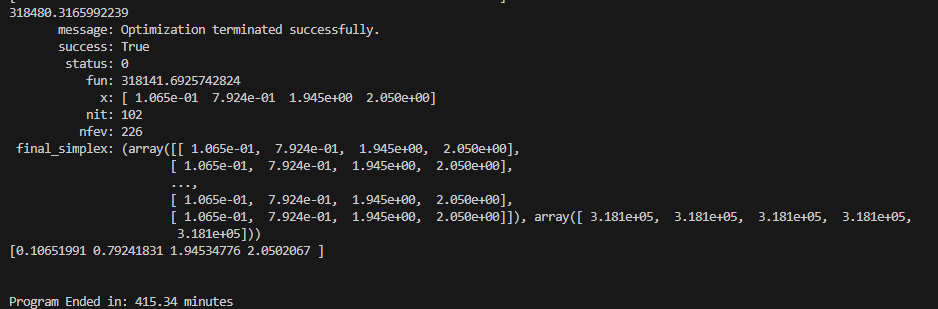 318480.3165992239
message: Optimization terminated successfully.
success: True
status: 0
fun: 318141.6925742824
x: [ 1.065e-01  7.924e-01  1.945e+00  2.050e+00]
nit: 102
nfev: 226
final_simplex: (array([[ 1.065e-01,  7.924e-01,  1.945e+00,  2.050e+00],
[ 1.065e-01,  7.924e-01,  1.945e+00,  2.050e+00],
...,
[ 1.065e-01,  7.924e-01,  1.945e+00,  2.050e+00],
[ 1.065e-01,  7.924e-01,  1.945e+00,  2.050e+00]]), array([ 3.181e+05,  3.181e+05,  3.181e+05,  3.181e+05,
3.181e+05]))
[0.10651991 0.79241831 1.94534776 2.0502067 ]
Program Ended in: 415.34 minutes